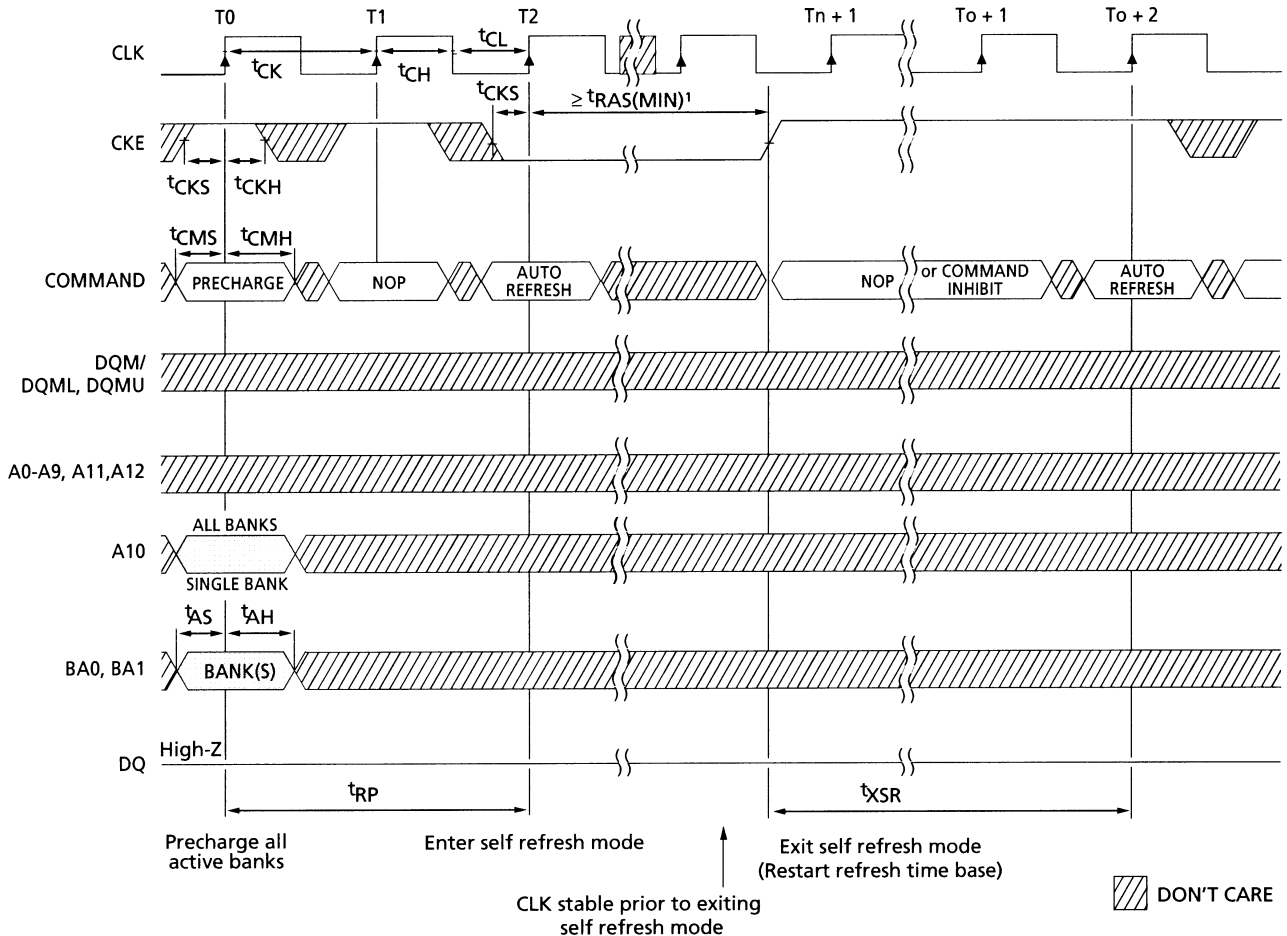 T0
T1
T2
Tn + 1
To + 1
To + 2
CLK
tCK
tCH
tCL
tCKS
≥ tRAS(MIN)¹
CKE
tCKS
tCKH
tCMS
tCMH
COMMAND
PRECHARGE
NOP
AUTO
REFRESH
NOP
or COMMAND
INHIBIT
AUTO
REFRESH
DQM/
DQML, DQMU
A0-A9, A11,A12
ALL BANKS
A10
SINGLE BANK
tAS
tAH
BA0, BA1
BANK(S)
High-Z
DQ
tRP
tXSR
Precharge all
active banks
Enter self refresh mode
Exit self refresh mode
(Restart refresh time base)
CLK stable prior to exiting
self refresh mode
DON'T CARE